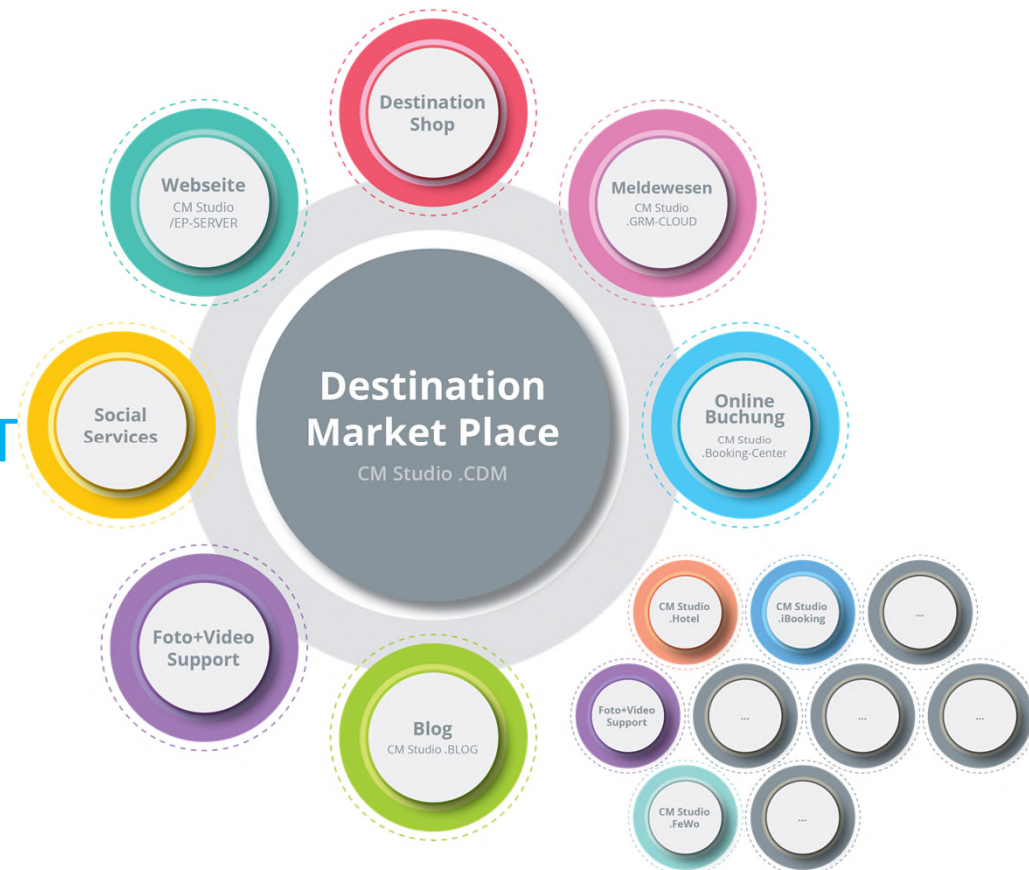 Destination
Shop
Webseite
CM Studio
/EP-SERVER
Meldewesen
CM Studio
.GRM-CLOUD
Social
Services
T
Destination
Market Place
CM Studio .CDM
Online
Buchung
CM Studio
.Booking-Center
Foto+Video
Support
Blog
CM Studio .BLOG
CM Studio
.Hotel
CM Studio
.iBooking
...
Foto+Video
Support
...
...
...
CM Studio
.FeWo
...